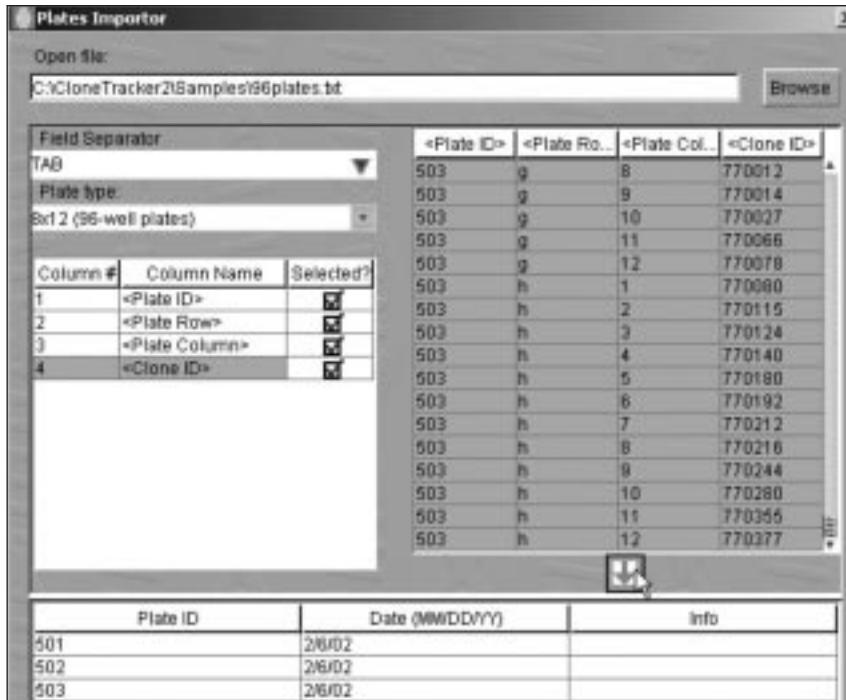 Plates Importor
Open file:
C:\CloneTracker2\Samples\96plates.txt
Browse
Field Separator
TAB
Plate type:
8x12 (96-well plates)
Column # Column Name Selected?
1 <Plate ID>
2 <Plate Row>
3 <Plate Column>
4 <Clone ID>
<Plate ID> <Plate Ro... <Plate Col... <Clone ID>
503 g 8 770012
503 g 9 770014
503 g 10 770027
503 g 11 770066
503 g 12 770078
503 h 1 770080
503 h 2 770115
503 h 3 770124
503 h 4 770140
503 h 5 770180
503 h 6 770192
503 h 7 770212
503 h 8 770216
503 h 9 770244
503 h 10 770280
503 h 11 770355
503 h 12 770377
Plate ID Date (MM/DD/YY) Info
501 2/6/02
502 2/6/02
503 2/6/02